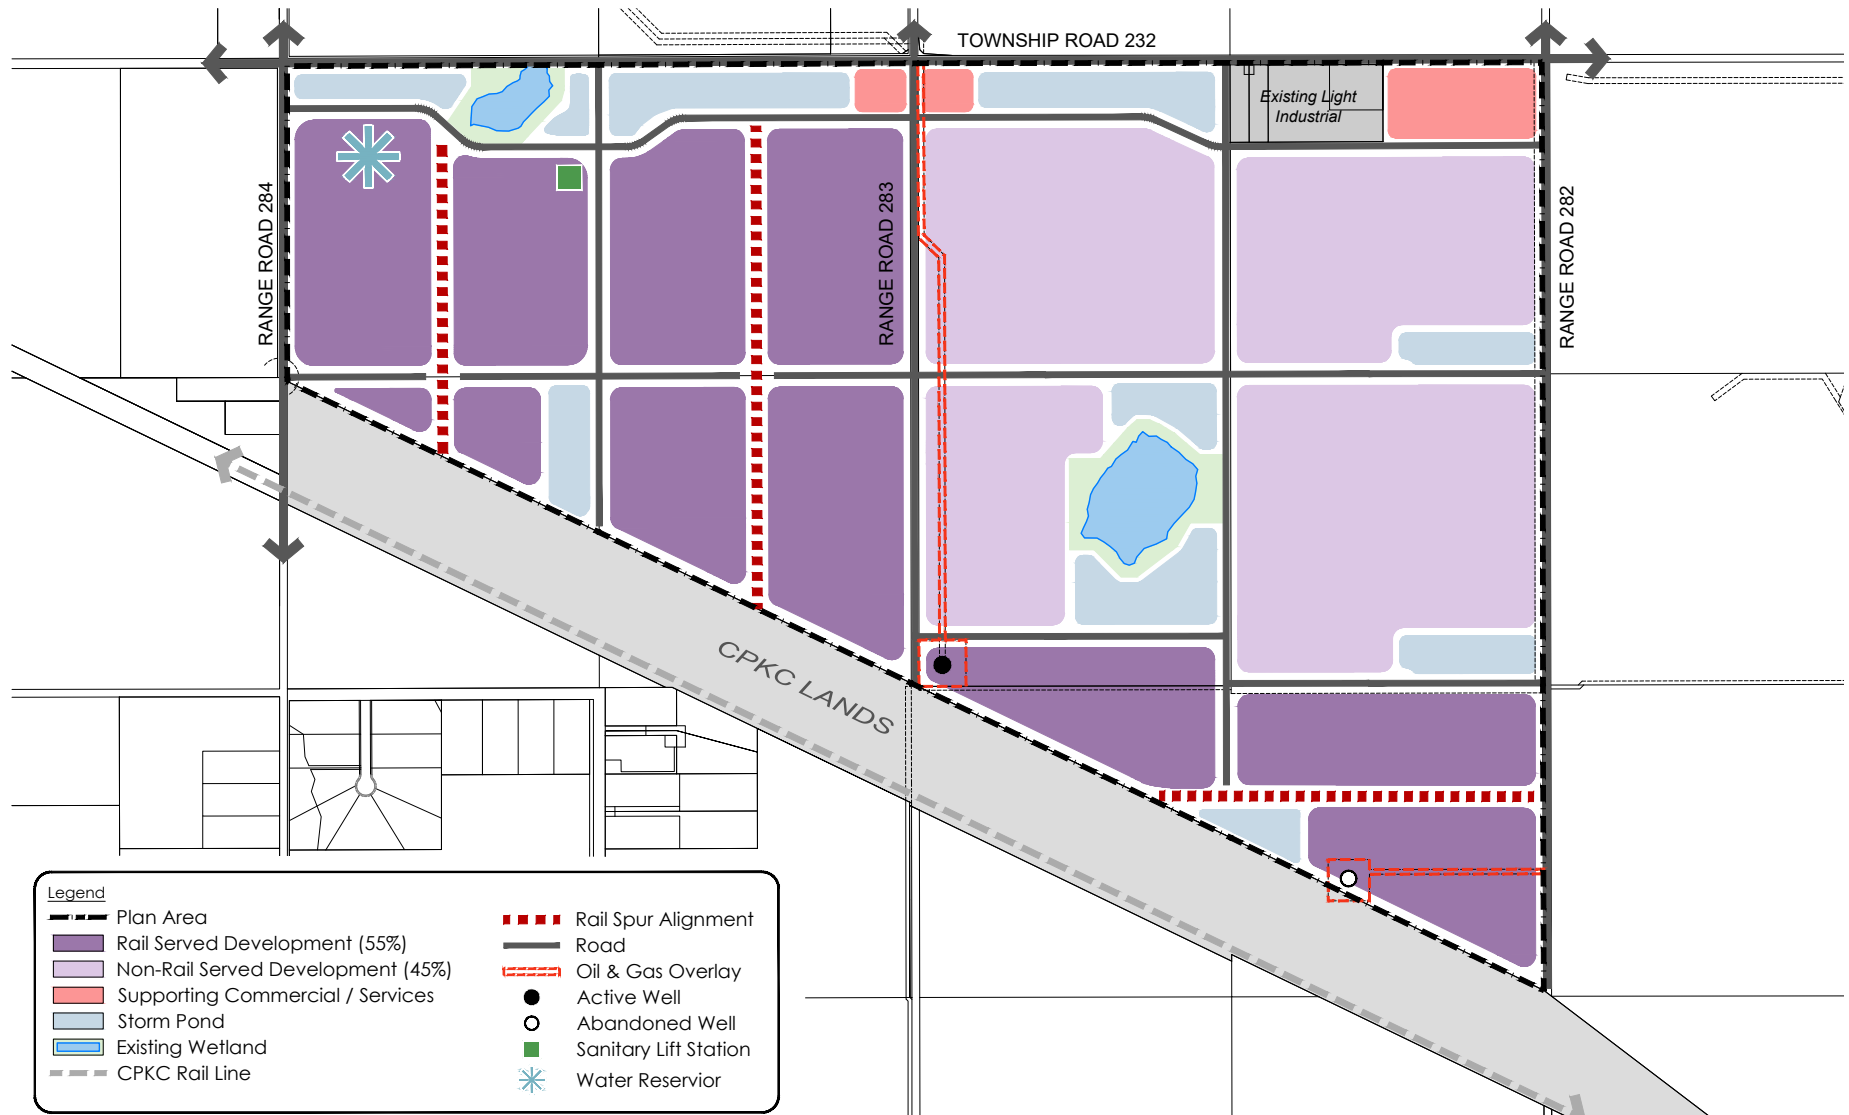 TOWNSHIP ROAD 232
Existing Light
Industrial
RANGE ROAD 284
RANGE ROAD 283
RANGE ROAD 282
CPKC LANDS
Legend
Plan Area
Rail Served Development (55%)
Non-Rail Served Development (45%)
Supporting Commercial / Services
Storm Pond
Existing Wetland
CPKC Rail Line
Rail Spur Alignment
Road
Oil & Gas Overlay
Active Well
Abandoned Well
Sanitary Lift Station
Water Reservior